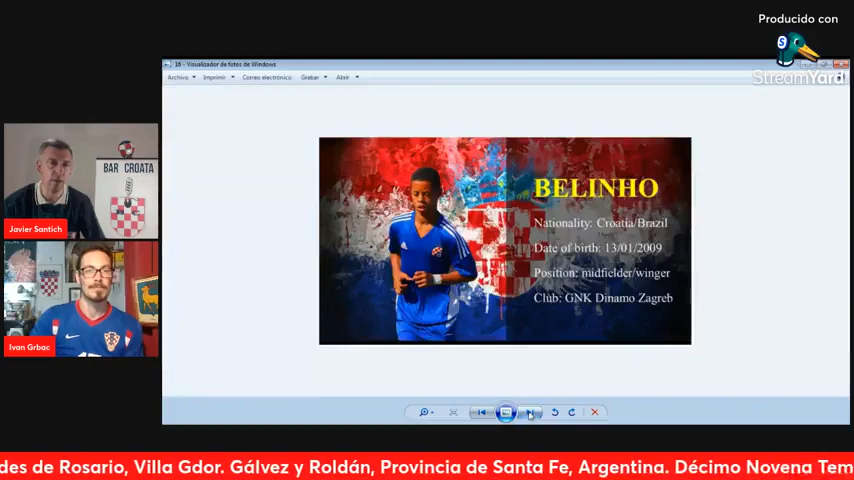 Producido con
StreamYard
16 - Visualizador de fotos de Windows
Archivo Imprimir Correo electrónico Grabar Abrir
BAR CROATA
Javier Santich
Ivan Grbac
BELINHO
Nationality: Croatia/Brazil
Date of birth: 13/01/2009
Position: midfielder/winger
Club: GNK Dinamo Zagreb
des de Rosario, Villa Gdor. Gálvez y Roldán, Provincia de Santa Fe, Argentina. Décimo Novena Tem